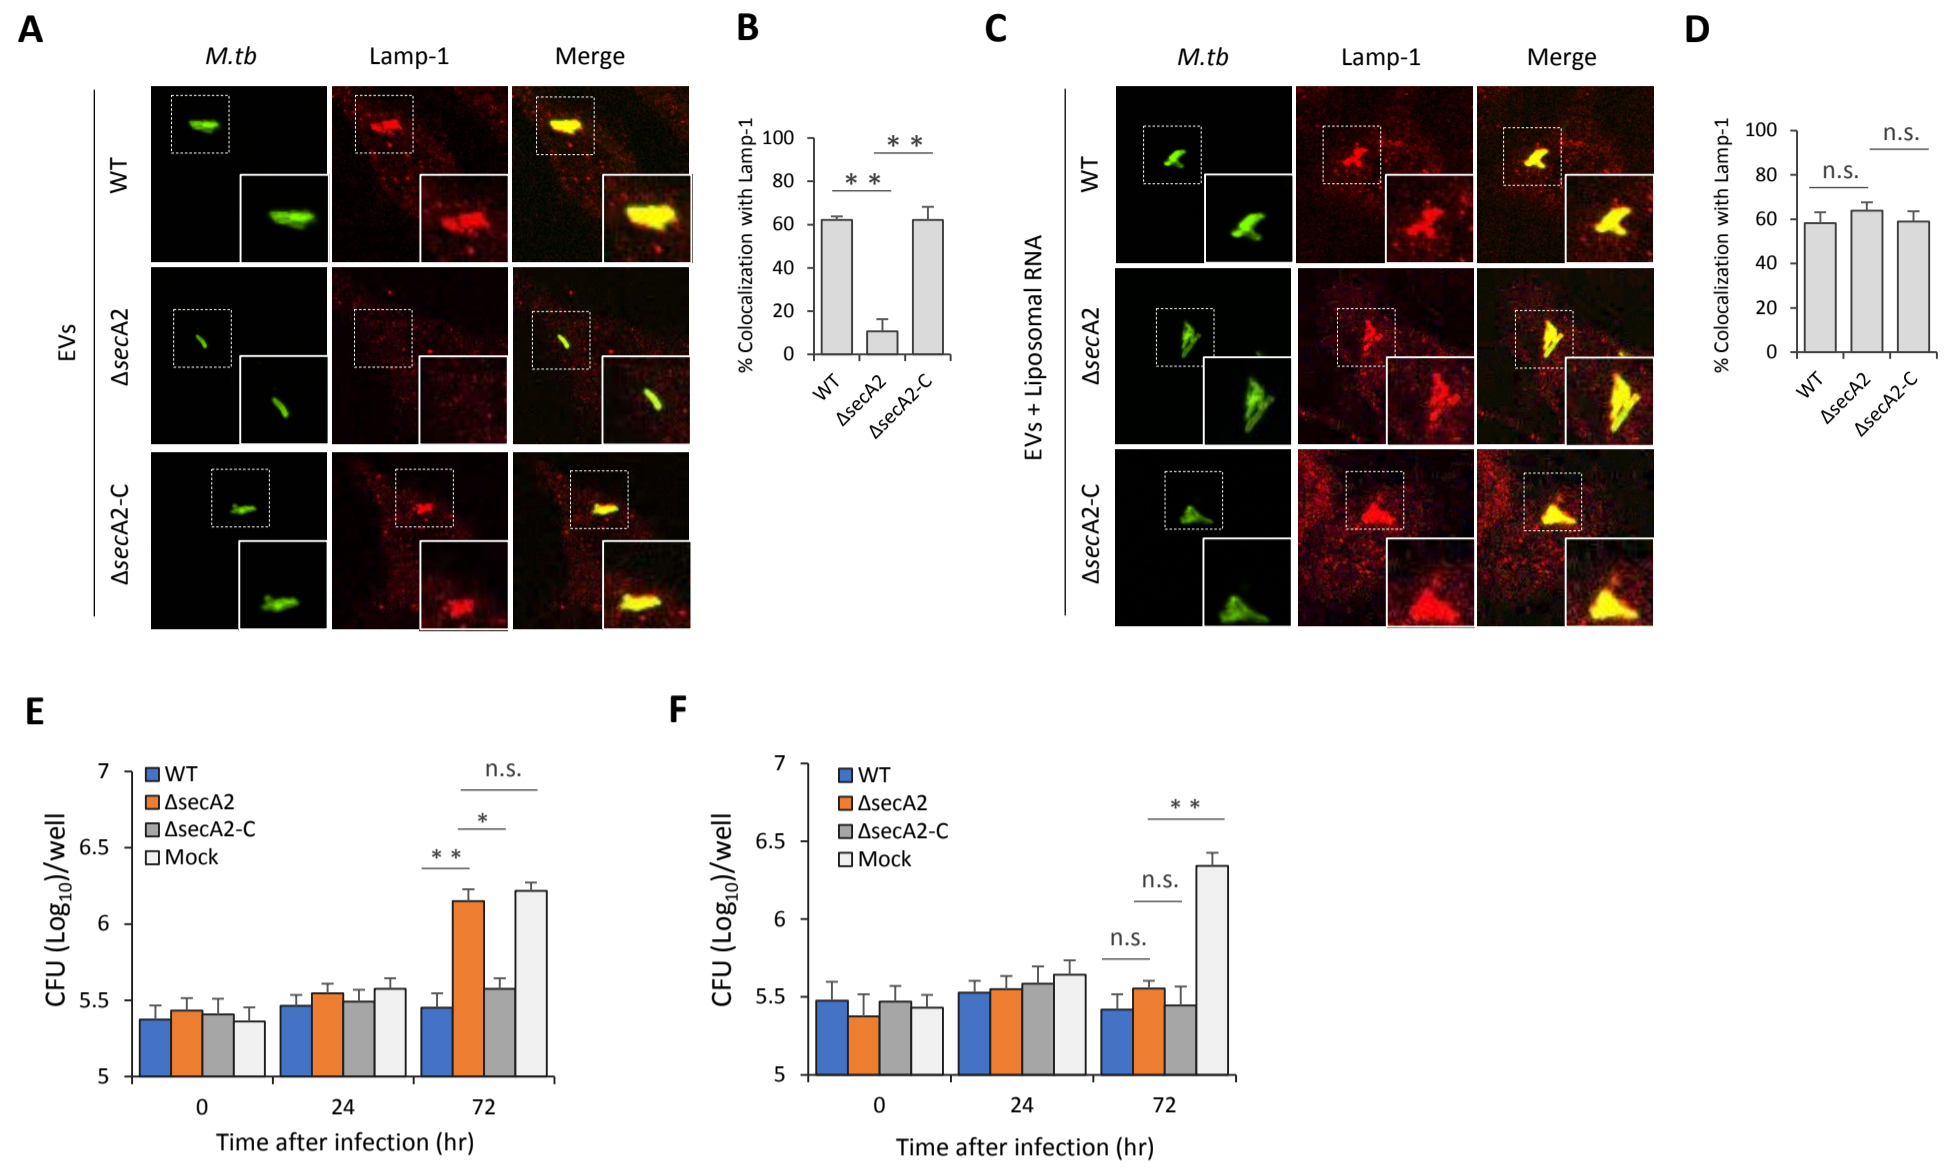 A
M.tb
Lamp-1
Merge
EVs
WT
ΔsecA2
ΔsecA2-C
B
% Colocalization with Lamp-1
100
80
60
40
20
0
* *
* *
WT
ΔsecA2
ΔsecA2-C
C
M.tb
Lamp-1
Merge
EVs + Liposomal RNA
WT
ΔsecA2
ΔsecA2-C
D
% Colocalization with Lamp-1
100
80
60
40
20
0
n.s.
n.s.
WT
ΔsecA2
ΔsecA2-C
E
CFU (Log10)/well
7
6.5
6
5.5
5
WT
ΔsecA2
ΔsecA2-C
Mock
n.s.
*
* *
0
24
72
Time after infection (hr)
F
CFU (Log10)/well
7
6.5
6
5.5
5
WT
ΔsecA2
ΔsecA2-C
Mock
* *
n.s.
n.s.
0
24
72
Time after infection (hr)